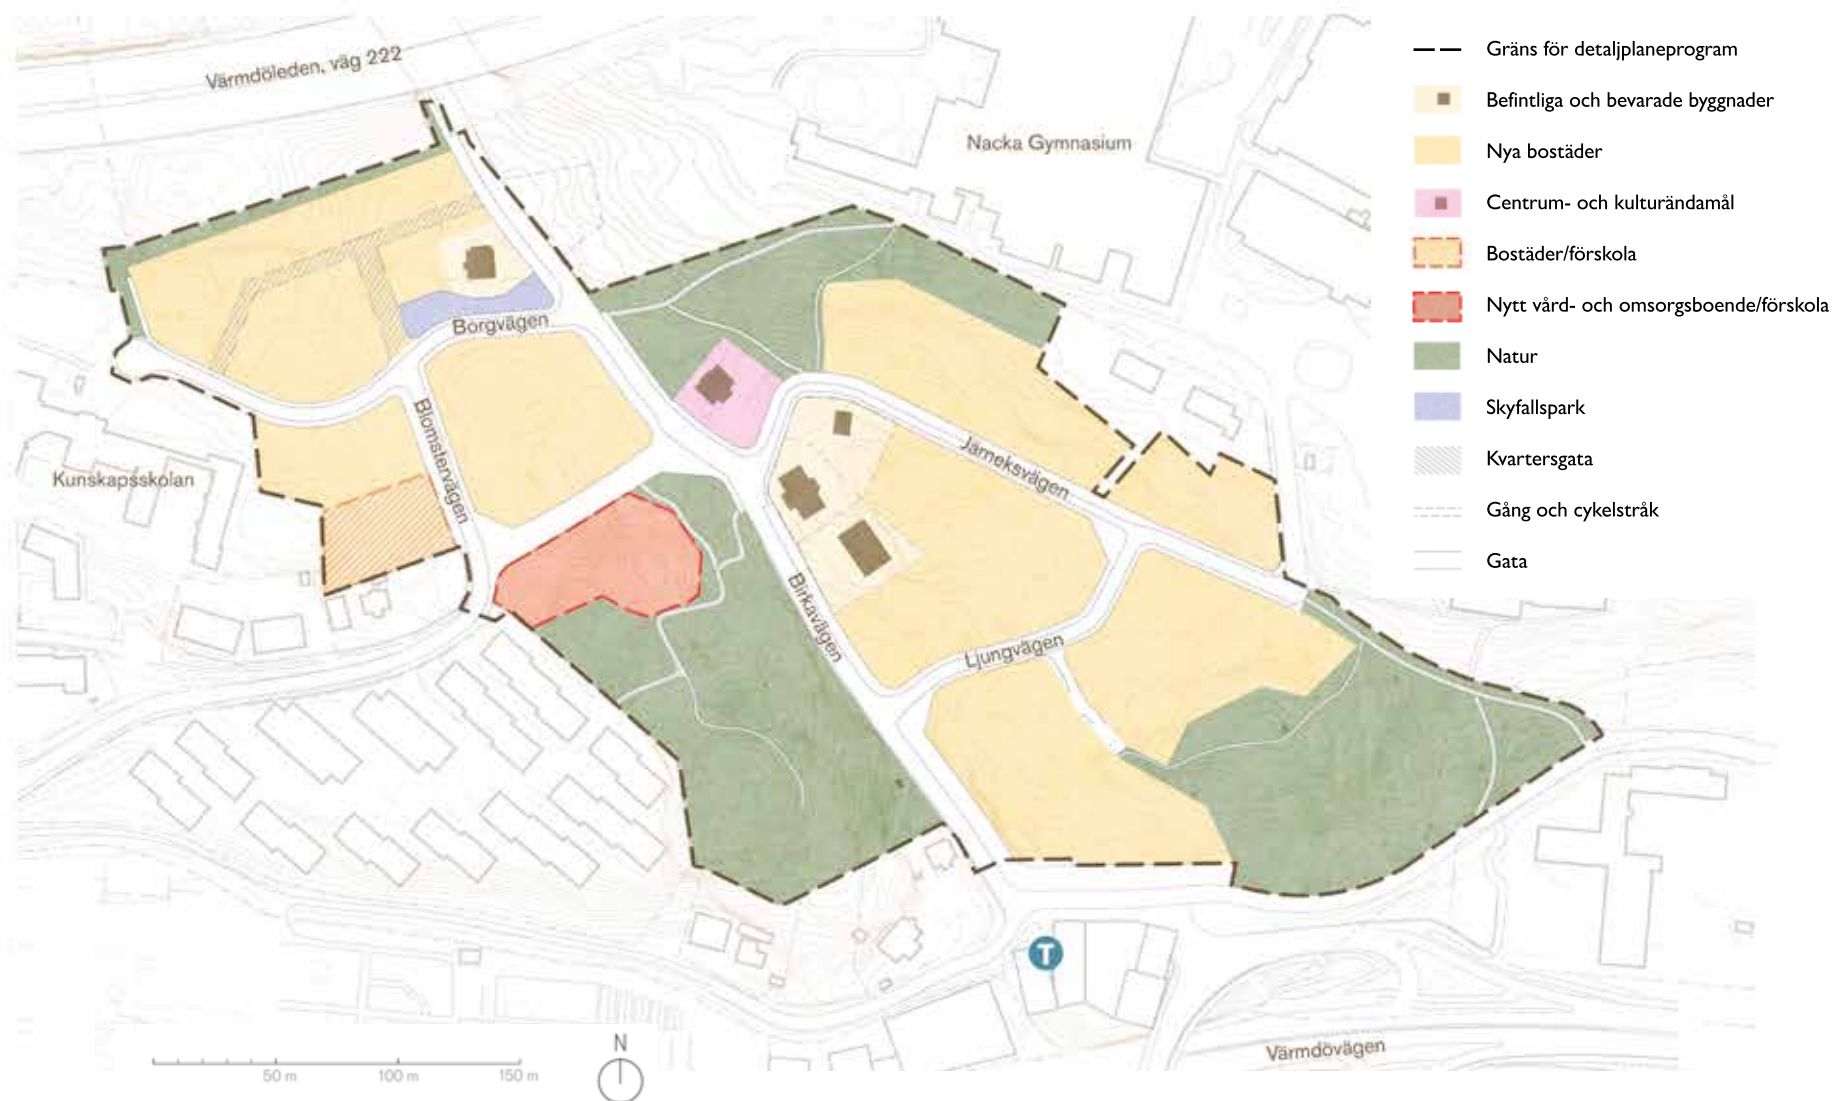 Värmdöleden, väg 222
Nacka Gymnasium
Borgvägen
Blomstervägen
Kunskapsskolan
Järneksvägen
Birkavägen
Ljungvägen
T
Värmdövägen
50 m
100 m
150 m
N
Gräns för detaljplaneprogram
Befintliga och bevarade byggnader
Nya bostäder
Centrum- och kulturändamål
Bostäder/förskola
Nytt vård- och omsorgsboende/förskola
Natur
Skyfallspark
Kvartersgata
Gång och cykelstråk
Gata